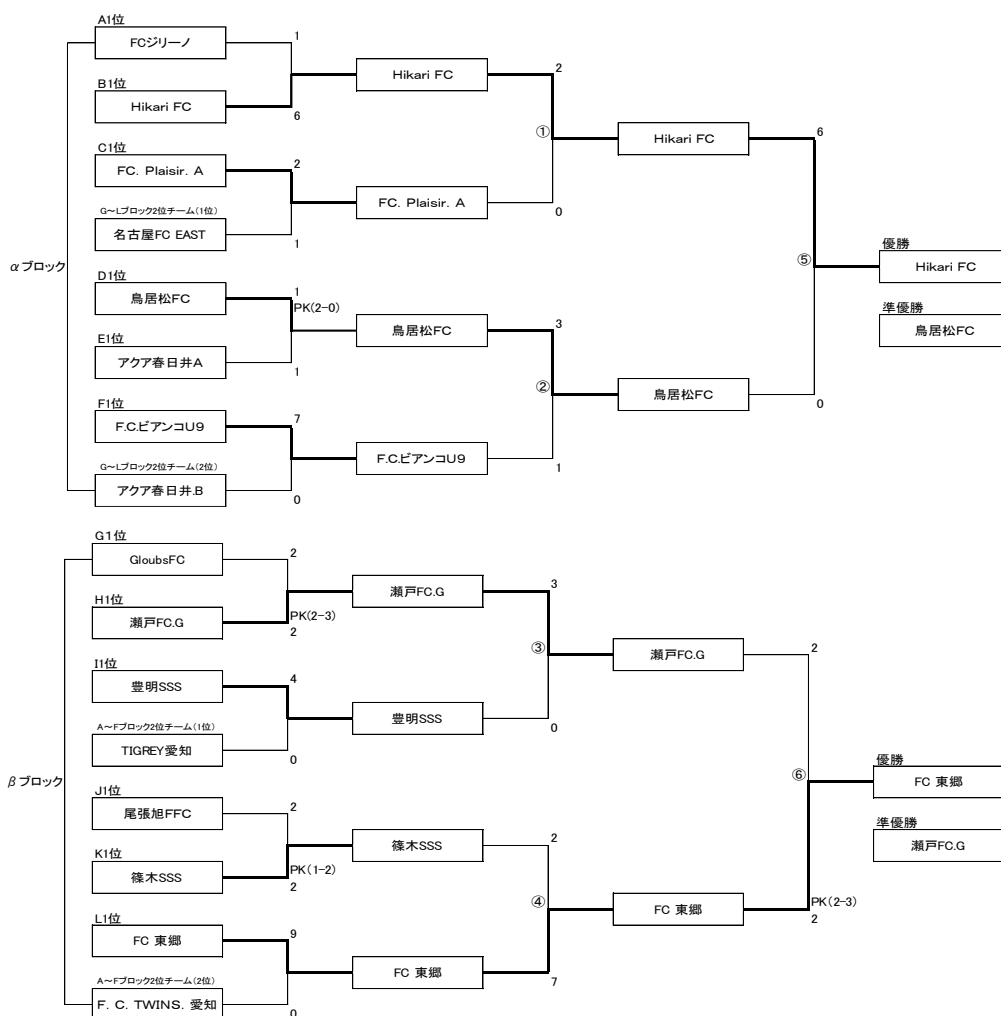 A1位
FCジリーノ
1
Hikari FC
2
B1位
Hikari FC
6
①
Hikari FC
6
C1位
FC. Plaisir. A
2
FC. Plaisir. A
0
G～Lブロック2位チーム(1位)
名古屋FC EAST
1
αブロック
⑤
優勝
Hikari FC
準優勝
鳥居松FC
D1位
鳥居松FC
1
PK(2-0)
鳥居松FC
3
E1位
アクア春日井A
1
②
鳥居松FC
0
F1位
F.C.ビアンコU9
7
F.C.ビアンコU9
1
G～Lブロック2位チーム(2位)
アクア春日井.B
0
G1位
GloubsFC
2
瀬戸FC.G
3
H1位
瀬戸FC.G
PK(2-3)
2
③
瀬戸FC.G
2
I1位
豊明SSS
4
豊明SSS
0
A～Fブロック2位チーム(1位)
TIGREY愛知
0
βブロック
⑥
優勝
FC 東郷
準優勝
瀬戸FC.G
J1位
尾張旭FFC
2
篠木SSS
2
K1位
篠木SSS
PK(1-2)
2
④
FC 東郷
PK(2-3)
2
L1位
FC 東郷
9
FC 東郷
7
A～Fブロック2位チーム(2位)
F. C. TWINS. 愛知
0